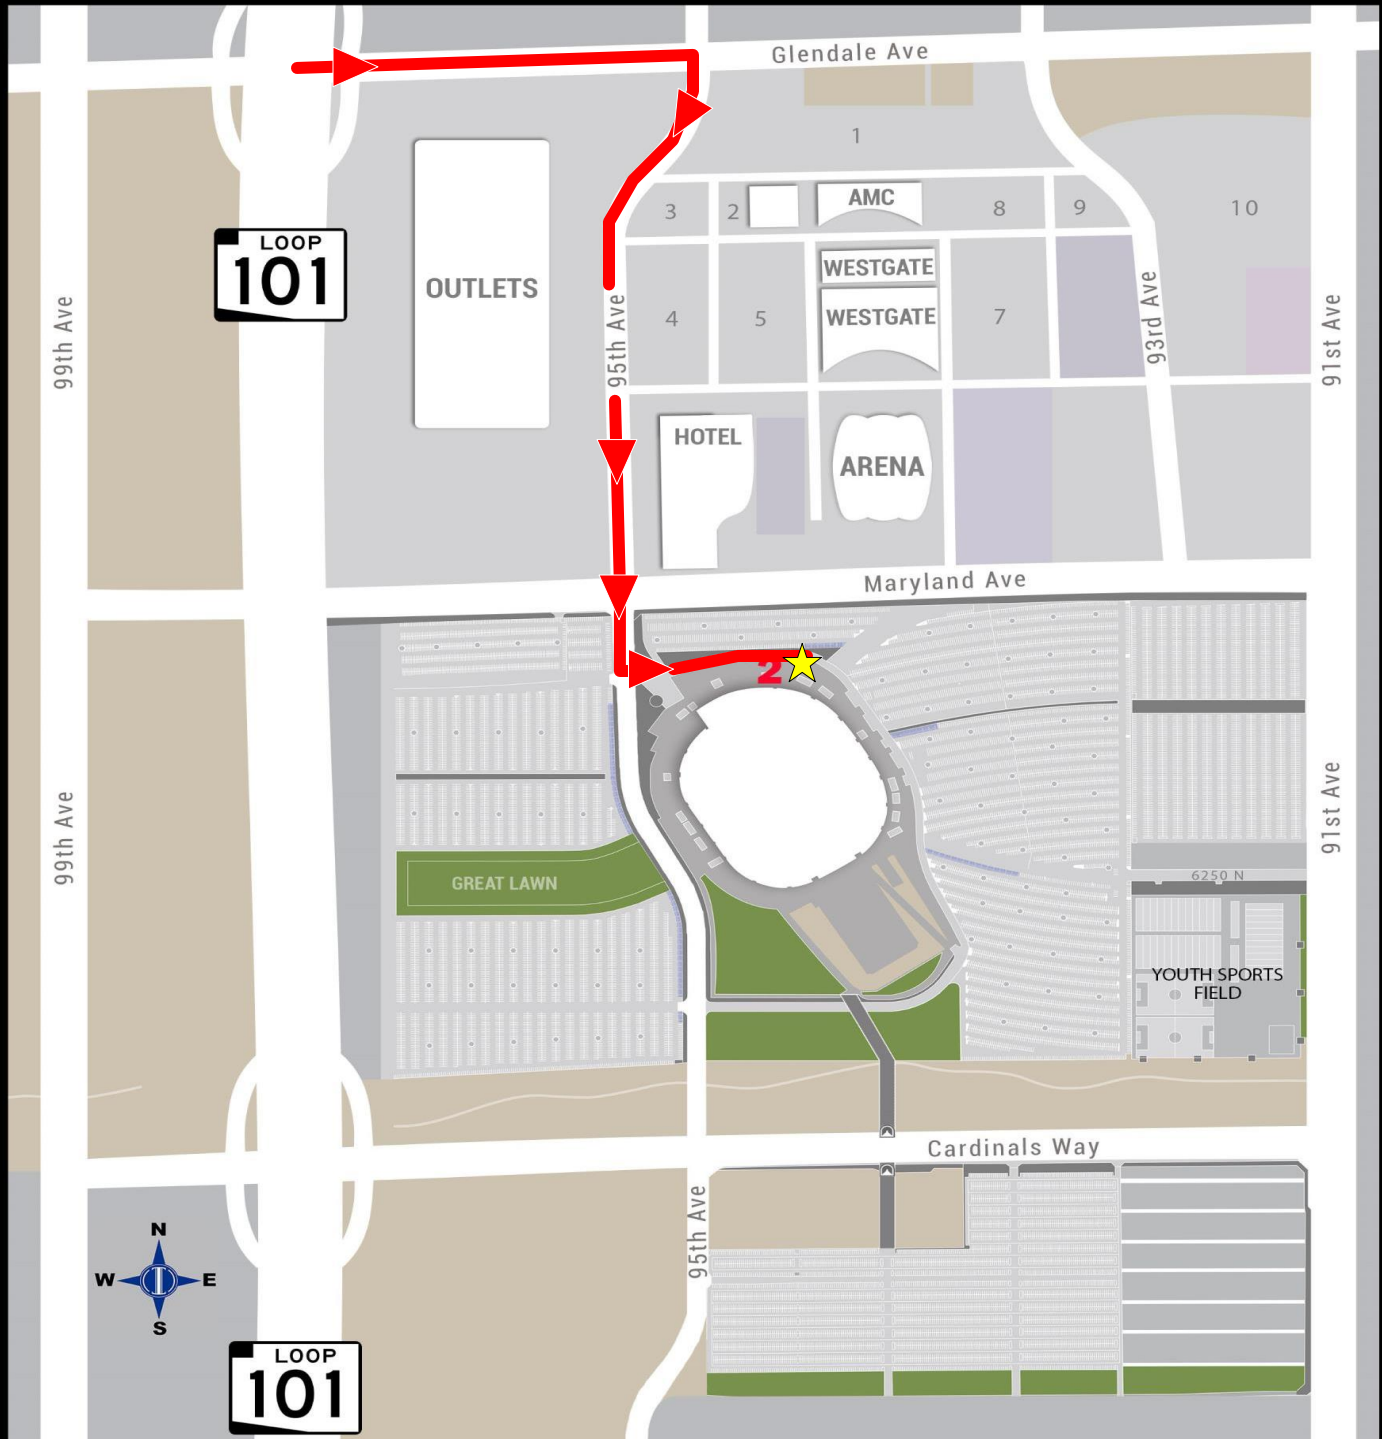 Glendale Ave
1
AMC
3
2
8
9
10
LOOP
101
WESTGATE
OUTLETS
WESTGATE
4
5
7
99th Ave
95th Ave
93rd Ave
91st Ave
HOTEL
ARENA
Maryland Ave
2
99th Ave
91st Ave
GREAT LAWN
6250 N
YOUTH SPORTS
FIELD
Cardinals Way
95th Ave
N
W
E
S
LOOP
101